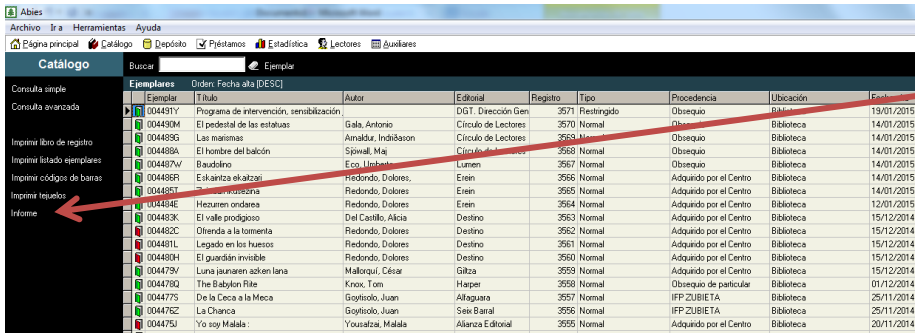 Abies
Archivo Ir a Herramientas Ayuda
Página principal Catálogo Depósito Préstamos Estadística Lectores Auxiliares
Catálogo
Consulta simple
Consulta avanzada
Imprimir libro de registro
Imprimir listado ejemplares
Imprimir códigos de barras
Imprimir tejuelos
Informe
Buscar Ejemplar
Ejemplares Orden: Fecha alta [DESC]
Ejemplar Título Autor Editorial Registro Tipo Procedencia Ubicación
004491Y Programa de intervención, sensibilización DGT. Dirección Gen 3571 Restringido Obsequio Biblioteca 19/01/2015
004490M El pedestal de las estatuas Gala, Antonio Círculo de Lectores 3570 Normal Obsequio Biblioteca 14/01/2015
004489G Las marismas Arnaldur, Indriðason Círculo de Lectores 3569 Obsequio Biblioteca 14/01/2015
004488A El hombre del balcón Sjöwall, Maj Círculo de Lectores 3568 Normal Obsequio Biblioteca 14/01/2015
004487W Baudolino Eco, Umberto Lumen 3567 Normal Obsequio Biblioteca 14/01/2015
004486R Eskaintza ekaitzari Redondo, Dolores, Erein 3566 Normal Adquirido por el Centro Biblioteca 14/01/2015
004485T Redondo, Dolores Erein 3565 Normal Adquirido por el Centro Biblioteca 14/01/2015
004484E Hezurren ondarea Redondo, Dolores Erein 3564 Normal Adquirido por el Centro Biblioteca 12/01/2015
004483K El valle prodigioso Del Castillo, Alicia Destino 3563 Normal Adquirido por el Centro Biblioteca 15/12/2014
004482C Ofrenda a la tormenta Redondo, Dolores Destino 3562 Normal Adquirido por el Centro Biblioteca 15/12/2014
004481L Legado en los huesos Redondo, Dolores Destino 3561 Normal Adquirido por el Centro Biblioteca 15/12/2014
004480H El guardián invisible Redondo, Dolores Destino 3560 Normal Adquirido por el Centro Biblioteca 15/12/2014
004479V Luna jaunaren azken lana Mallorquí, César Giltza 3559 Normal Adquirido por el Centro Biblioteca 15/12/2014
004478Q The Babylon Rite Knox, Tom Harper 3558 Normal Obsequio de particular Biblioteca 01/12/2014
004477S De la Ceca a la Meca Goytisolo, Juan Alfaguara 3557 Normal IFP ZUBIETA Biblioteca 25/11/2014
004476Z La Chanca Goytisolo, Juan Seix Barral 3556 Normal IFP ZUBIETA Biblioteca 25/11/2014
004475J Yo soy Malala : Yousafzai, Malala Alianza Editorial 3555 Normal Adquirido por el Centro Biblioteca 20/11/2014